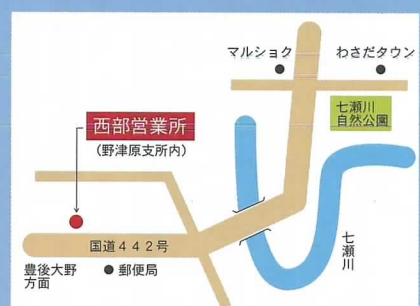 マルショク
わさだタウン
七瀬川
自然公園
西部営業所
(野津原支所内)
国道442号
豊後大野
方面
郵便局
七瀬川